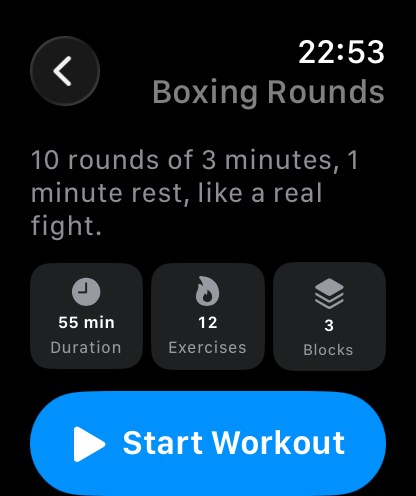 22:53
Boxing Rounds
10 rounds of 3 minutes, 1
minute rest, like a real
fight.
55 min
Duration
12
Exercises
3
Blocks
Start Workout